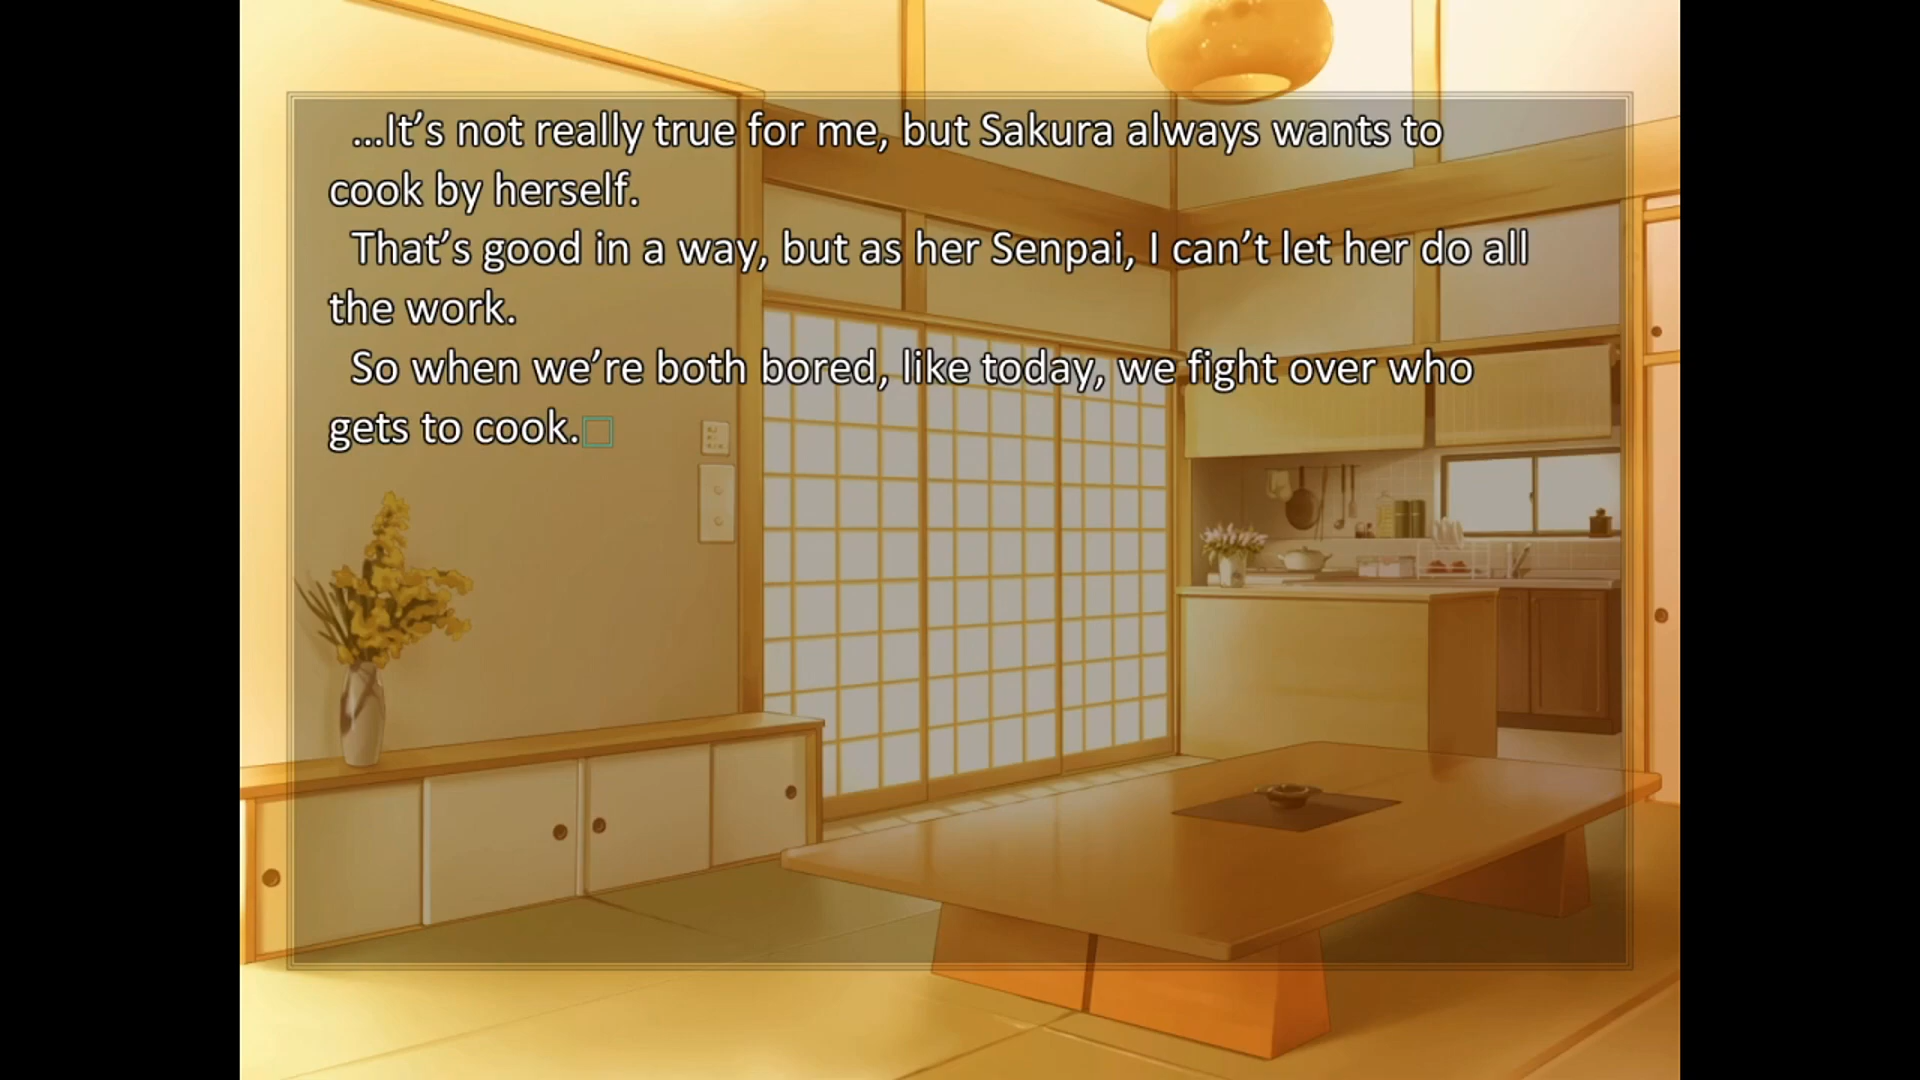 …It’s not really true for me, but Sakura always wants to
cook by herself.
That’s good in a way, but as her Senpai, I can’t let her do all
the work.
So when we’re both bored, like today, we fight over who
gets to cook.